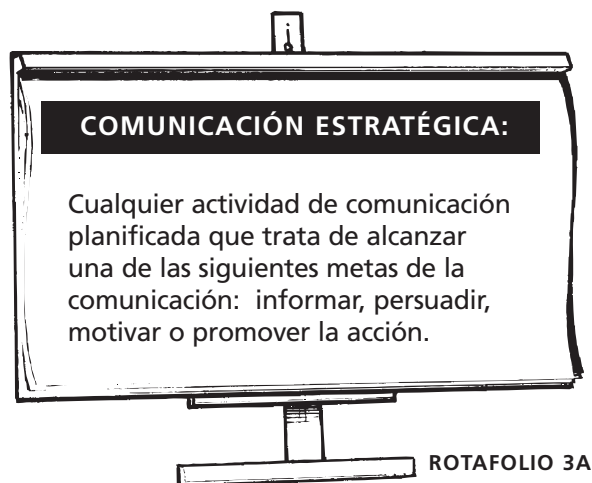 COMUNICACIÓN ESTRATÉGICA:
Cualquier actividad de comunicación
planificada que trata de alcanzar
una de las siguientes metas de la
comunicación: informar, persuadir,
motivar o promover la acción.
ROTAFOLIO 3A